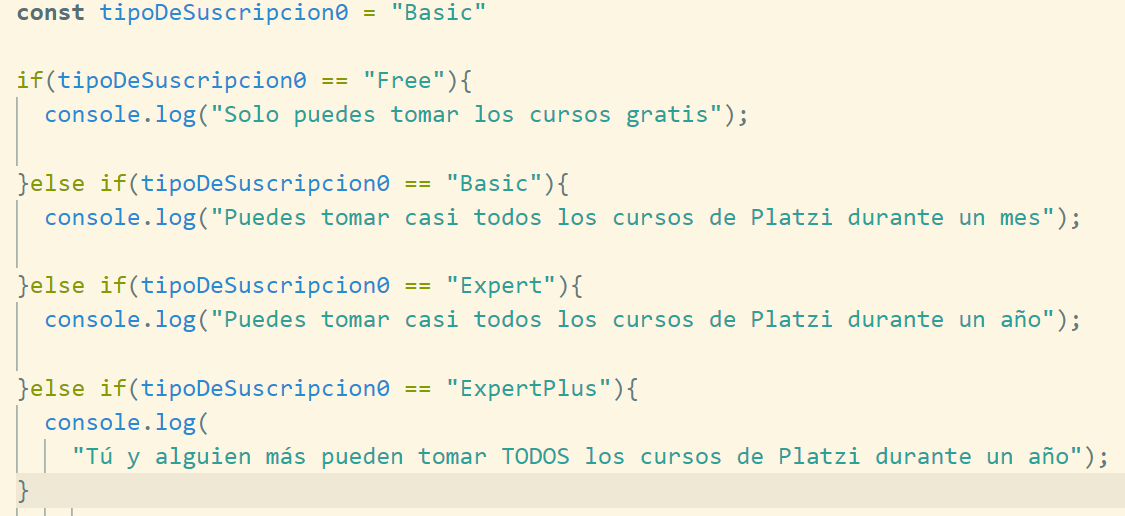 const tipoDeSuscripcion0 = "Basic"
if(tipoDeSuscripcion0 == "Free"){
console.log("Solo puedes tomar los cursos gratis");
}else if(tipoDeSuscripcion0 == "Basic"){
console.log("Puedes tomar casi todos los cursos de Platzi durante un mes");
}else if(tipoDeSuscripcion0 == "Expert"){
console.log("Puedes tomar casi todos los cursos de Platzi durante un año");
}else if(tipoDeSuscripcion0 == "ExpertPlus"){
console.log(
"Tú y alguien más pueden tomar TODOS los cursos de Platzi durante un año");
}